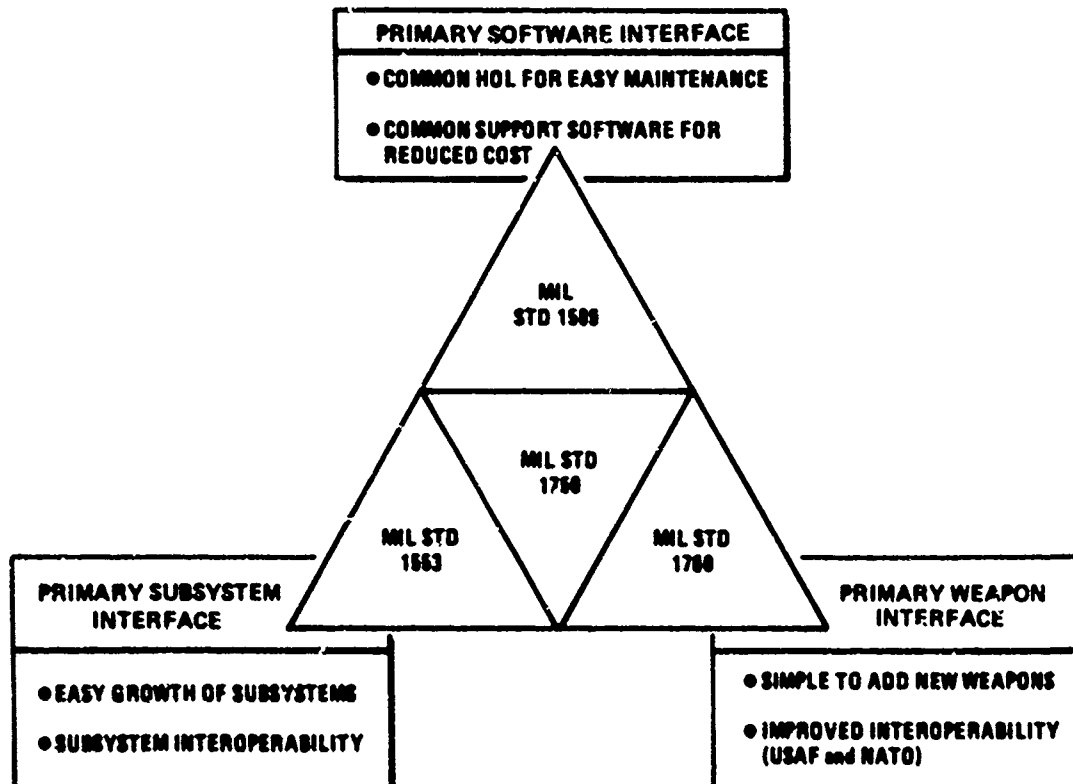 PRIMARY SOFTWARE INTERFACE
● COMMON HOL FOR EASY MAINTENANCE
● COMMON SUPPORT SOFTWARE FOR
REDUCED COST
MIL
STD 1589
MIL STD
1750
MIL STD
1553
MIL STD
1760
PRIMARY SUBSYSTEM
INTERFACE
● EASY GROWTH OF SUBSYSTEMS
● SUBSYSTEM INTEROPERABILITY
PRIMARY WEAPON
INTERFACE
● SIMPLE TO ADD NEW WEAPONS
● IMPROVED INTEROPERABILITY
(USAF and NATO)